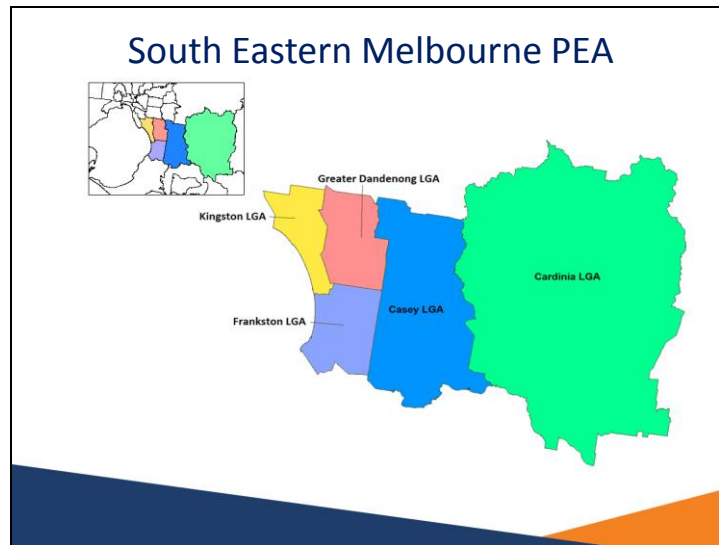 South Eastern Melbourne PEA
Greater Dandenong LGA
Kingston LGA
Cardinia LGA
Casey LGA
Frankston LGA